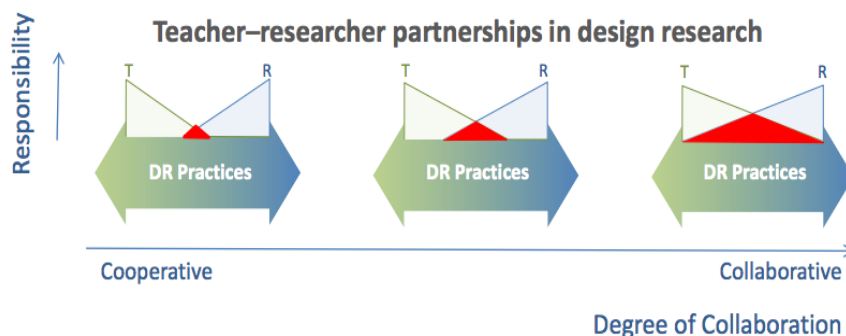 Teacher–researcher partnerships in design research
Responsibility
T R
T R
T R
DR Practices
DR Practices
DR Practices
Cooperative
Collaborative
Degree of Collaboration